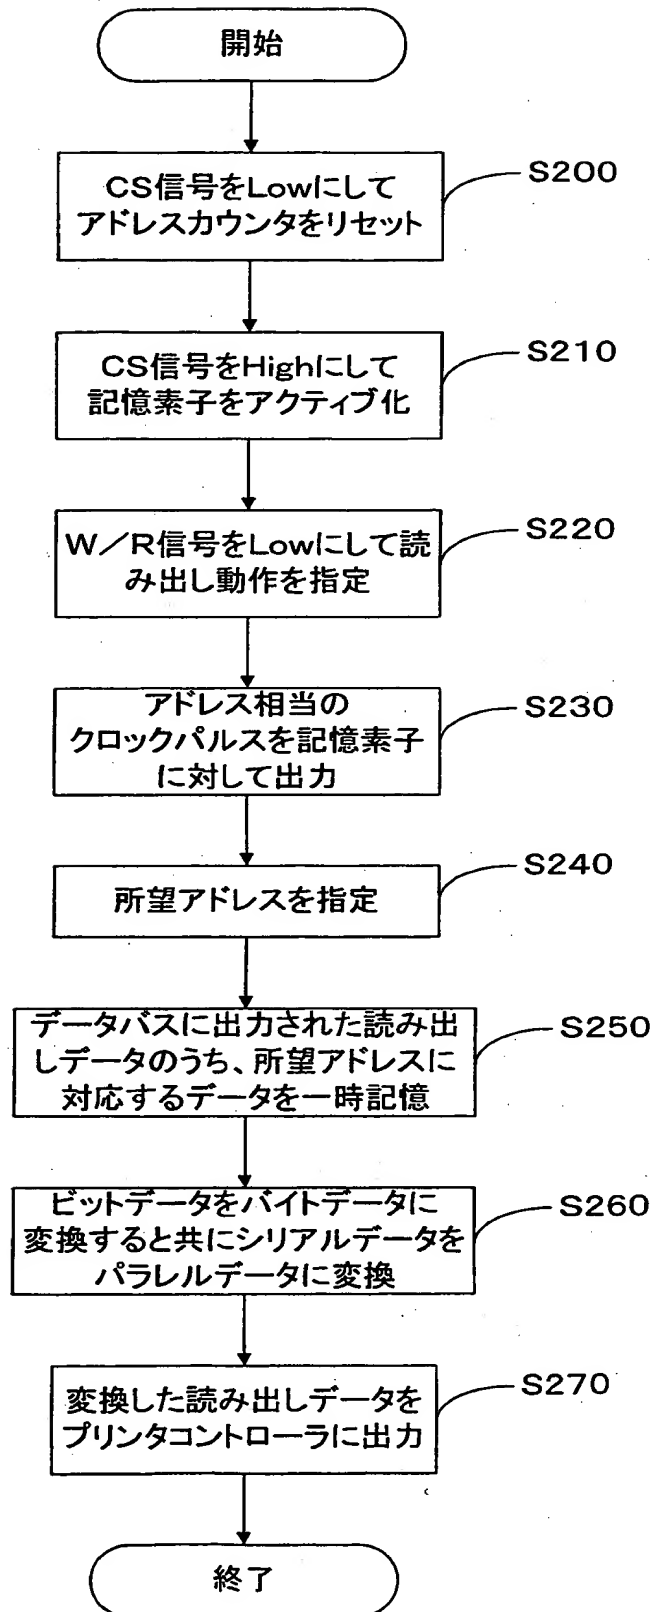 開始
CS信号をLowにして
アドレスカウンタをリセット
S200
CS信号をHighにして
記憶素子をアクティブ化
S210
W／R信号をLowにして読
み出し動作を指定
S220
アドレス相当の
クロックパルスを記憶素子
に対して出力
S230
所望アドレスを指定
S240
データバスに出力された読み出
しデータのうち、所望アドレスに
対応するデータを一時記憶
S250
ビットデータをバイトデータに
変換すると共にシリアルデータを
パラレルデータに変換
S260
変換した読み出しデータを
プリンタコントローラに出力
S270
終了